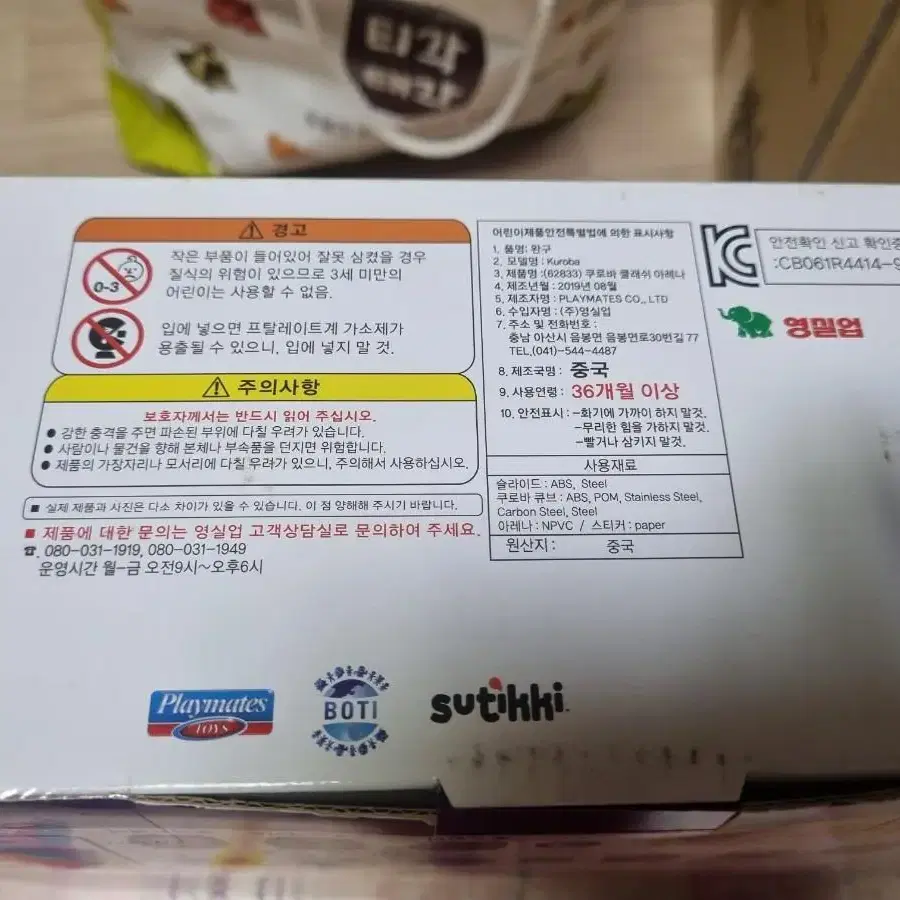 티각
태각
⚠ 경고
0-3
작은 부품이 들어있어 잘못 삼켰을 경우
질식의 위험이 있으므로 3세 미만의
어린이는 사용할 수 없음.
입에 넣으면 프탈레이트계 가소제가
용출될 수 있으니, 입에 넣지 말 것.
⚠ 주의사항
보호자께서는 반드시 읽어 주십시오.
● 강한 충격을 주면 파손된 부위에 다칠 우려가 있습니다.
● 사람이나 물건을 향해 본체나 부속품을 던지면 위험합니다.
● 제품의 가장자리나 모서리에 다칠 우려가 있으니, 주의해서 사용하십시오.
■ 실제 제품과 사진은 다소 차이가 있을 수 있습니다. 이 점 양해해 주시기 바랍니다.
■ 제품에 대한 문의는 영실업 고객상담실로 문의하여 주세요.
☎. 080-031-1919, 080-031-1949
운영시간 월-금 오전9시~오후6시
어린이제품안전특별법에 의한 표시사항
1. 품명: 완구
2. 모델명 : Kuroba
3. 제품명 : (62833) 쿠로바 클래쉬 아레나
4. 제조년월 : 2019년 08월
5. 제조자명 : PLAYMATES CO., LTD
6. 수입자명 : (주)영실업
7. 주소 및 전화번호 :
충남 아산시 음봉면 음봉면로30번길 77
TEL.(041)-544-4487
8. 제조국명 : 중국
9. 사용연령 : 36개월 이상
10. 안전표시 : -화기에 가까이 하지 말것.
-무리한 힘을 가하지 말것.
-빨거나 삼키지 말것.
사용재료
슬라이드 : ABS, Steel
쿠로바 큐브 : ABS, POM, Stainless Steel,
Carbon Steel, Steel
아레나 : NPVC / 스티커 : paper
원산지 : 중국
KC
안전확인 신고 확인증
:CB061R4414-9
영실업
Playmates
TOYS
BOTI
sutikki